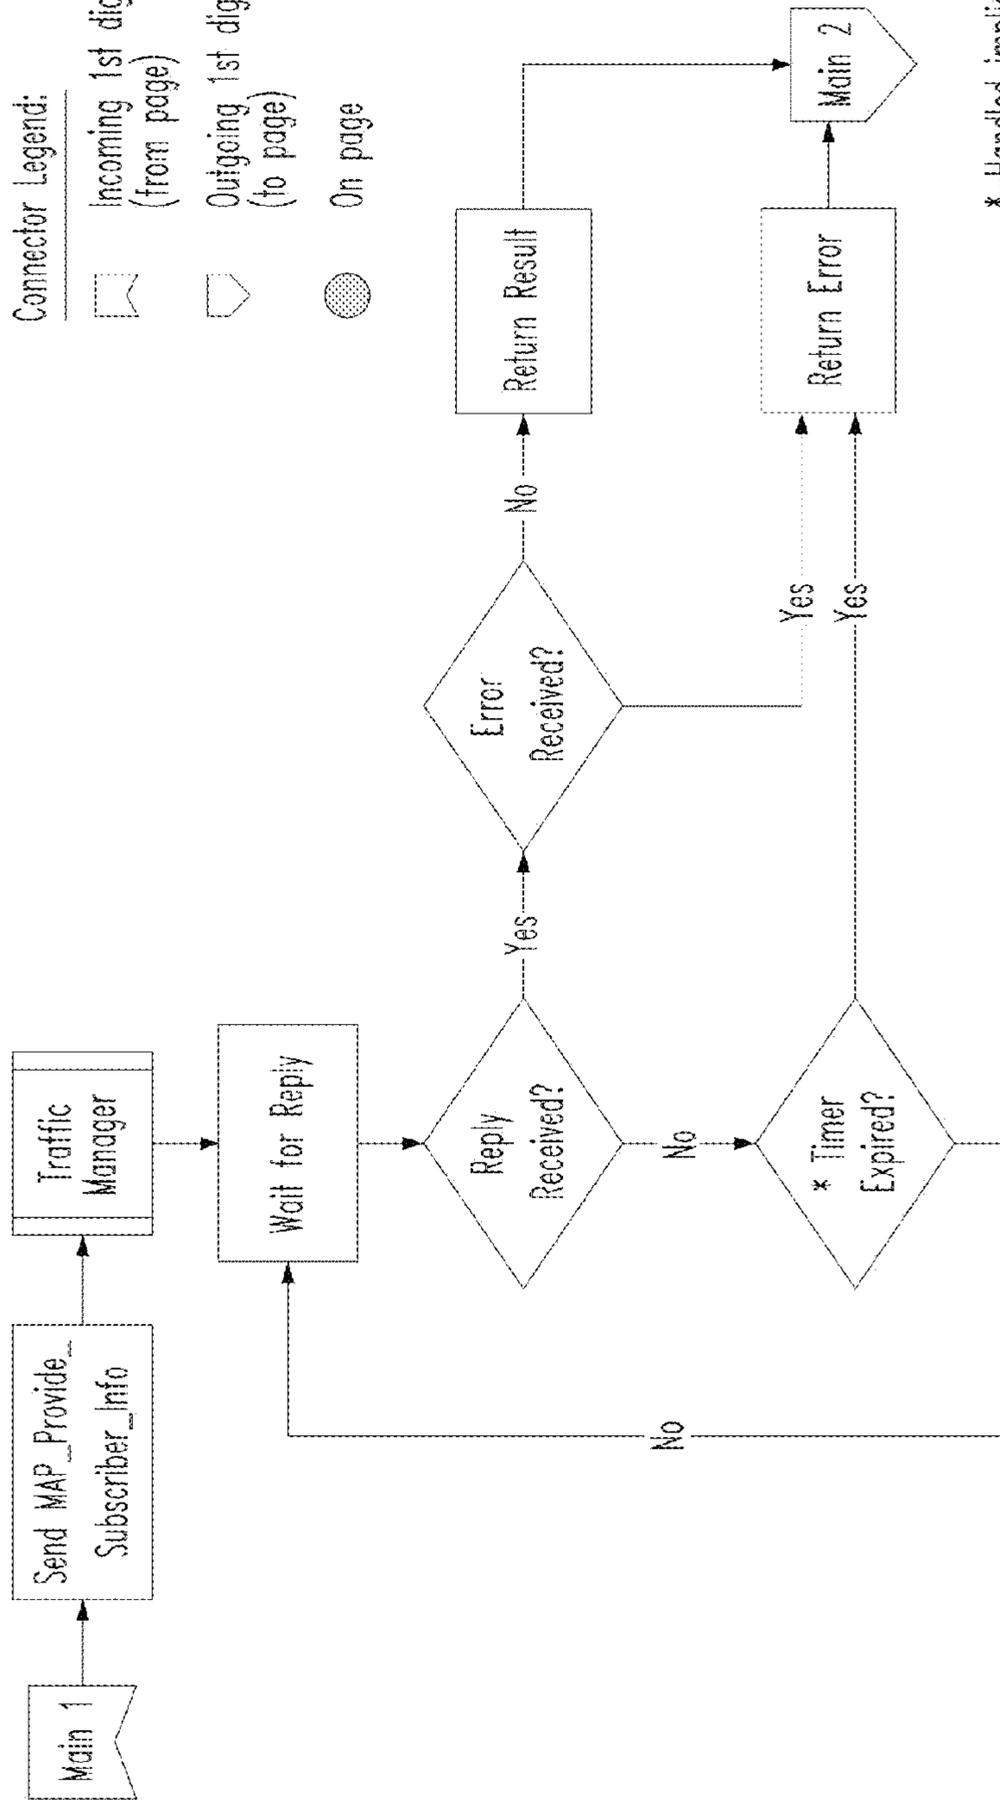 Connector Legend:
Incoming 1st
(from page)
Outgoing 1st
(to page)
On page
Main 1
Send MAP_Provide_
Subscriber_Info
Traffic
Manager
Wait for Reply
Reply
Received?
Yes
Error
Received?
No
Return Result
Yes
No
* Timer
Expired?
Yes
Return Error
Main 2
No
*